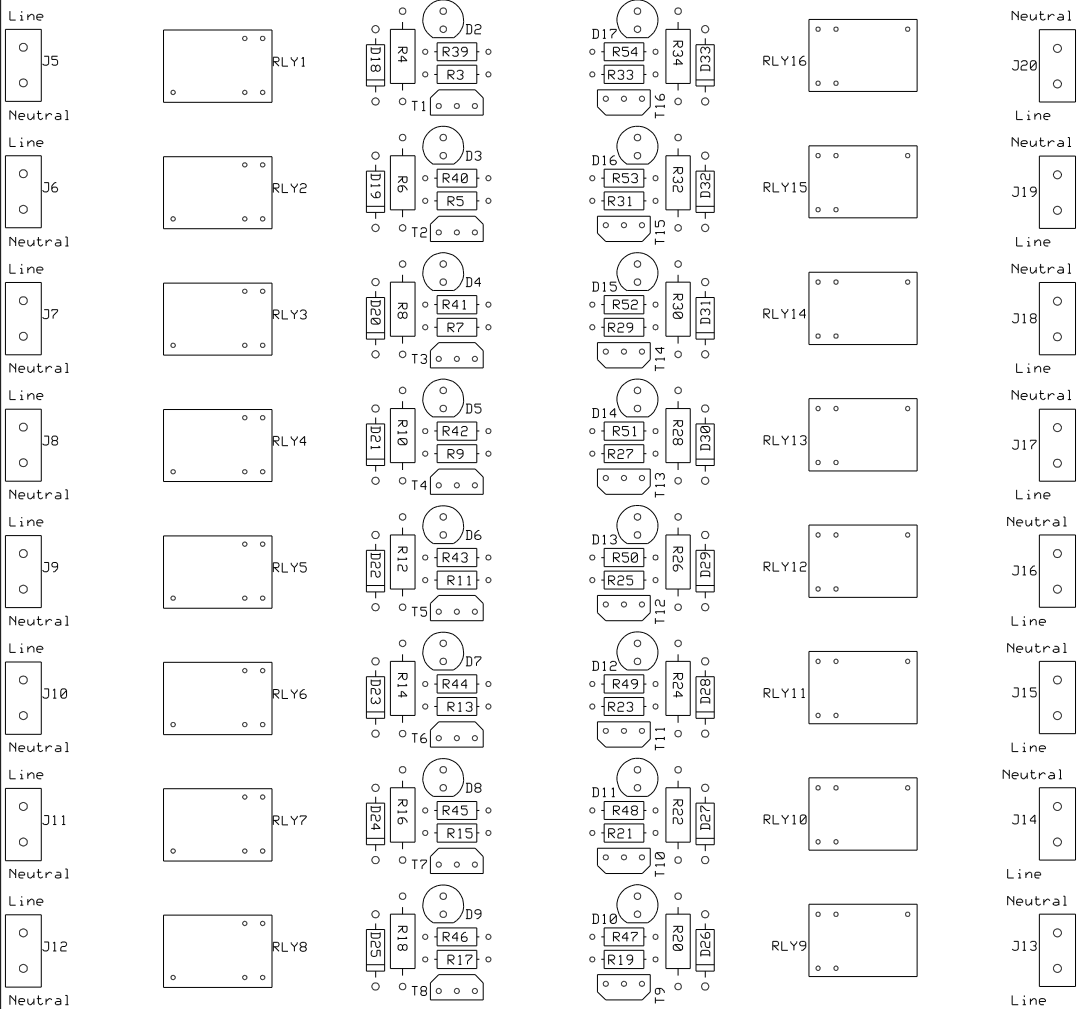 Line Neutral
D2 D17
J5 RLY1 D18 R4 R39 R54 R34 D33 RLY16 J20
R3 R33
T1 T16
Neutral Line
Line Neutral
D3 D16
J6 RLY2 D19 R6 R40 R53 R32 D32 RLY15 J19
R5 R31
T2 T15
Neutral Line
Line Neutral
D4 D15
J7 RLY3 D20 R8 R41 R52 R30 D31 RLY14 J18
R7 R29
T3 T14
Neutral Line
Line Neutral
D5 D14
J8 RLY4 D21 R10 R42 R51 R28 D30 RLY13 J17
R9 R27
T4 T13
Neutral Line
Line Neutral
D6 D13
J9 RLY5 D22 R12 R43 R50 R26 D29 RLY12 J16
R11 R25
T5 T12
Neutral Line
Line Neutral
D7 D12
J10 RLY6 D23 R14 R44 R49 R24 D28 RLY11 J15
R13 R23
T6 T11
Neutral Line
Line Neutral
D8 D11
J11 RLY7 D24 R16 R45 R48 R22 D27 RLY10 J14
R15 R21
T7 T10
Neutral Line
Line Neutral
D9 D10
J12 RLY8 D25 R18 R46 R47 R20 D26 RLY9 J13
R17 R19
T8 T9
Neutral Line